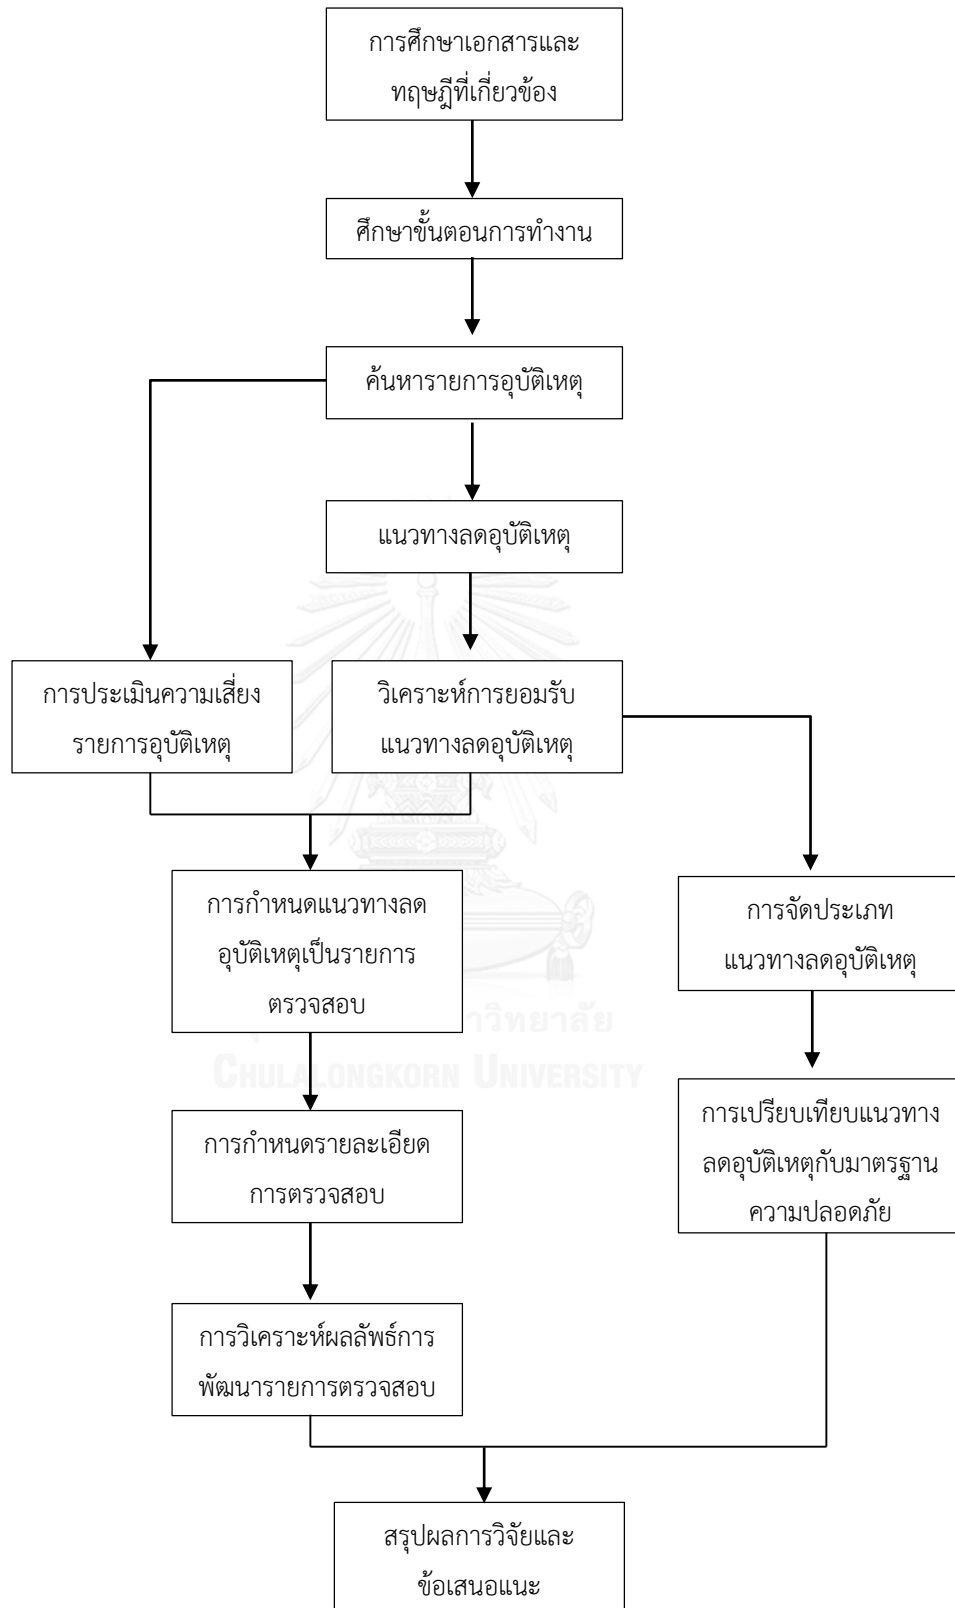 การศึกษาเอกสารและ
ทฤษฎีที่เกี่ยวข้อง
ศึกษาขั้นตอนการทำงาน
ค้นหารายการอุบัติเหตุ
แนวทางลดอุบัติเหตุ
การประเมินความเสี่ยง
รายการอุบัติเหตุ
วิเคราะห์การยอมรับ
แนวทางลดอุบัติเหตุ
การกำหนดแนวทางลด
อุบัติเหตุเป็นรายการ
ตรวจสอบ
การจัดประเภท
แนวทางลดอุบัติเหตุ
าวิทยาลัย
CHULALONGKORN UNIVERSITY
การกำหนดรายละเอียด
การตรวจสอบ
การเปรียบเทียบแนวทาง
ลดอุบัติเหตุกับมาตรฐาน
ความปลอดภัย
การวิเคราะห์ผลลัพธ์การ
พัฒนารายการตรวจสอบ
สรุปผลการวิจัยและ
ข้อเสนอแนะ